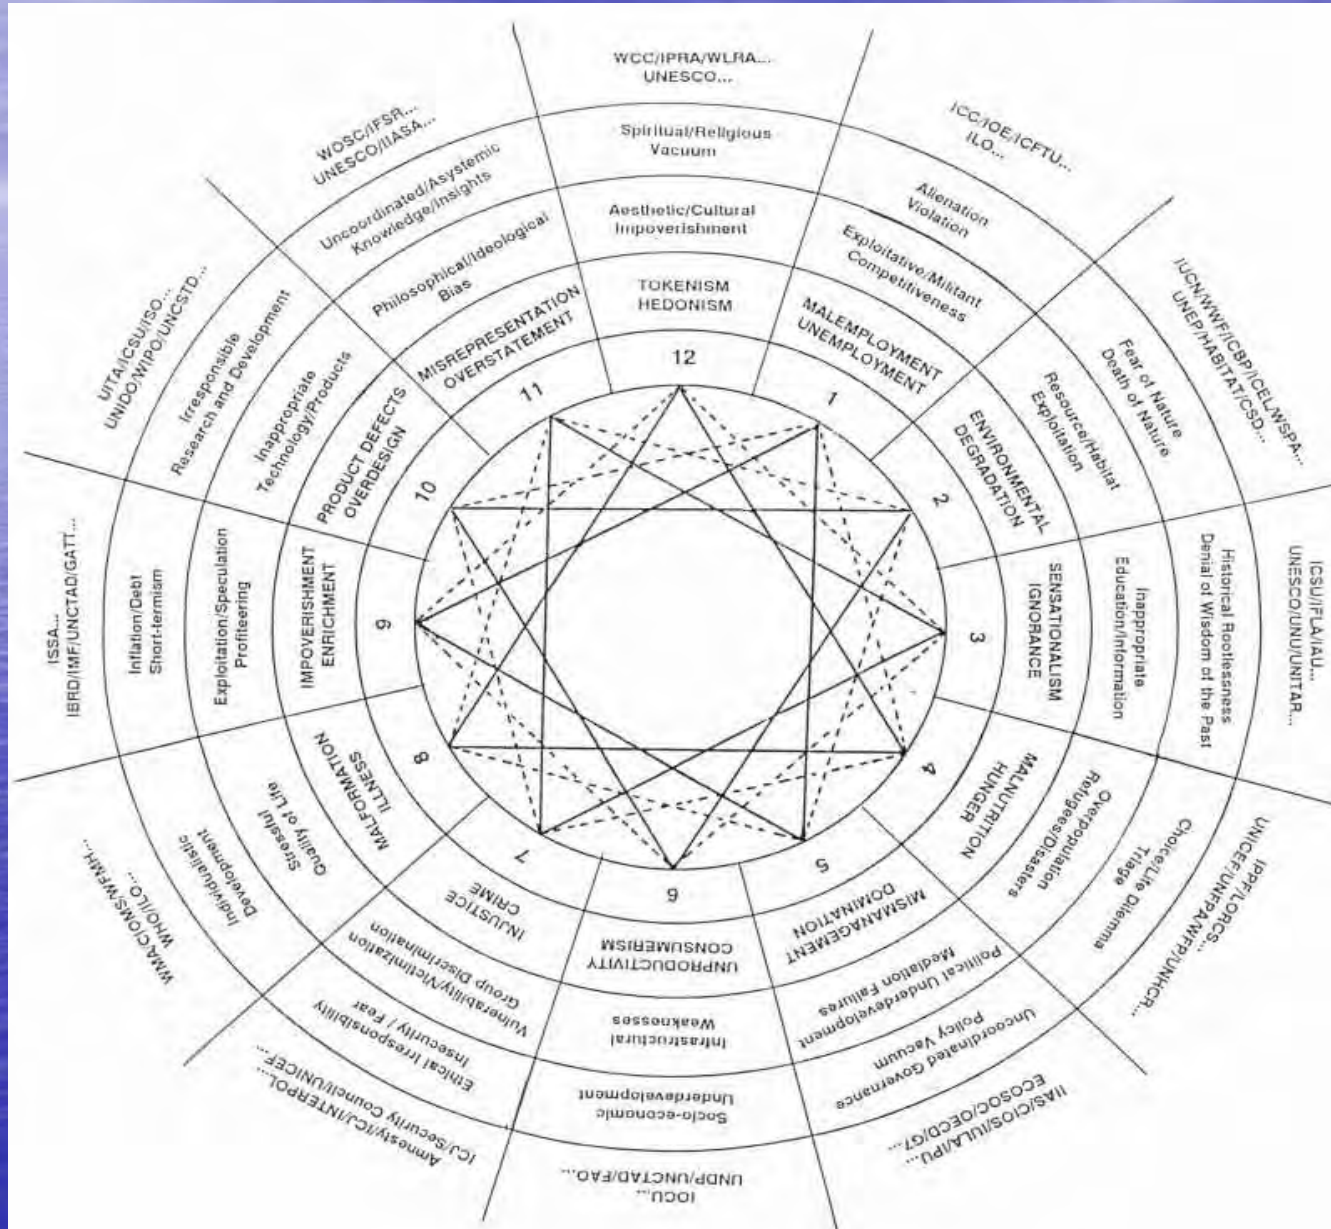 WCC/IPRA/WLRA...
UNESCO...
Spiritual/Religious
Vacuum
Aesthetic/Cultural
Impoverishment
TOKENISM
HEDONISM
12
ICC/IOE/ICFTU...
ILO...
Alienation
Violation
Exploitative/Militant
Competitiveness
MALEMPLOYMENT
UNEMPLOYMENT
1
IUCN/WWF/ICBP/ICEL/WSPA...
UNEP/HABITAT/CSD...
Fear of Nature
Death of Nature
Resource/Habitat
Exploitation
ENVIRONMENTAL
DEGRADATION
2
ICSU/IFLA/IAU...
UNESCO/UNU/UNITAR...
Historical Rootlessness
Denial of Wisdom of the Past
Inappropriate
Education/Information
SENSATIONALISM
IGNORANCE
3
IPPF/LORCS...
UNICEF/UNFPA/WFP/UNHCR...
Choice/Life Dilemma
Triage
Overpopulation
Refugees/Disasters
MALNUTRITION
HUNGER
4
IIAS/CIOS/IULA/IPU...
ECOSOC/OECD/G7...
Uncoordinated Governance
Policy Vacuum
Political Underdevelopment
Mediation Failures
MISMANAGEMENT
DOMINATION
5
IOCU...
UNDP/UNCTAD/FAO...
Socio-economic
Underdevelopment
Infrastructural
Weaknesses
UNPRODUCTIVITY
CONSUMERISM
6
Amnesty/ICJ/INTERPOL...
ICJ/Security Council/UNICEF...
Ethical Irresponsibility
Insecurity / Fear
Vulnerability/Victimization
Group Discrimination
INJUSTICE
CRIME
7
WMA/CIOMS/WFMH...
WHO/ILO...
Individualistic
Development
Stressful
Quality of Life
MALFORMATION
ILLNESS
8
ISSA...
IBRD/IMF/UNCTAD/GATT...
Inflation/Debt
Short-termism
Exploitation/Speculation
Profiteering
IMPOVERISHMENT
ENRICHMENT
9
UITA/ICSU/ISO...
UNIDO/WIPO/UNCSTD...
Irresponsible
Research and Development
Inappropriate
Technology/Products
PRODUCT DEFECTS
OVERDESIGN
10
WOSC/IFSR...
UNESCO/IIASA...
Uncoordinated/Asystemic
Knowledge/Insights
Philosophical/Ideological
Bias
MISREPRESENTATION
OVERSTATEMENT
11